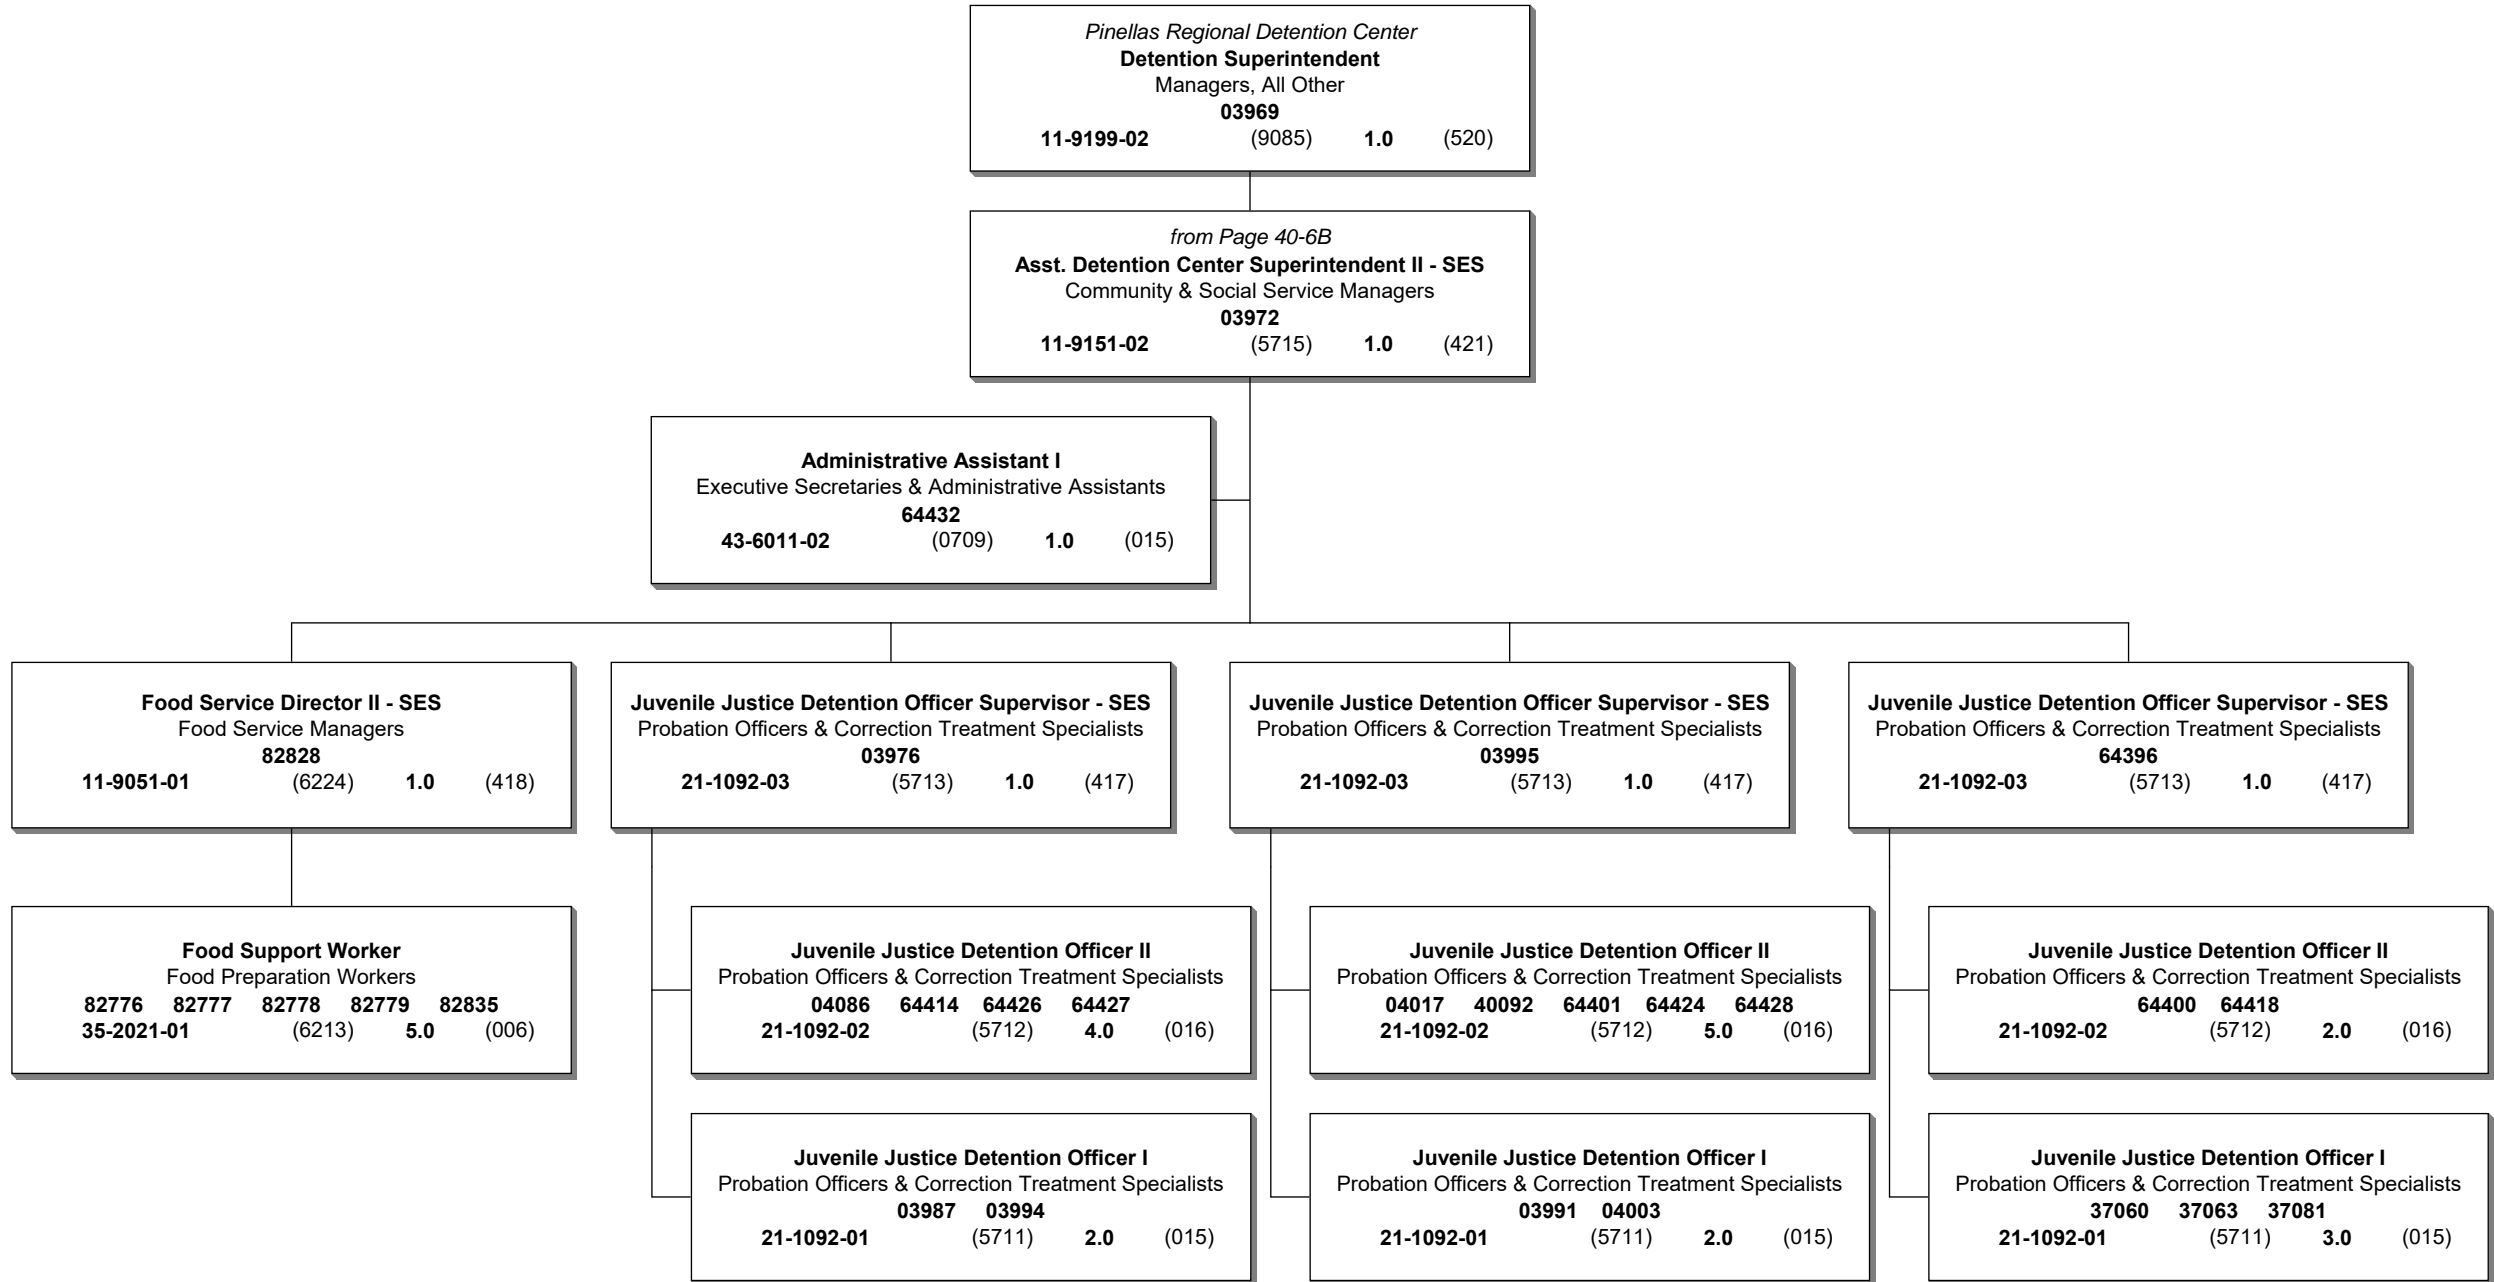 Pinellas Regional Detention Center
Detention Superintendent
Managers, All Other
03969
11-9199-02 (9085) 1.0 (520)
from Page 40-6B
Asst. Detention Center Superintendent II - SES
Community & Social Service Managers
03972
11-9151-02 (5715) 1.0 (421)
Administrative Assistant I
Executive Secretaries & Administrative Assistants
64432
43-6011-02 (0709) 1.0 (015)
Food Service Director II - SES
Food Service Managers
82828
11-9051-01 (6224) 1.0 (418)
Juvenile Justice Detention Officer Supervisor - SES
Probation Officers & Correction Treatment Specialists
03976
21-1092-03 (5713) 1.0 (417)
Juvenile Justice Detention Officer Supervisor - SES
Probation Officers & Correction Treatment Specialists
03995
21-1092-03 (5713) 1.0 (417)
Juvenile Justice Detention Officer Supervisor - SES
Probation Officers & Correction Treatment Specialists
64396
21-1092-03 (5713) 1.0 (417)
Food Support Worker
Food Preparation Workers
82776 82777 82778 82779 82835
35-2021-01 (6213) 5.0 (006)
Juvenile Justice Detention Officer II
Probation Officers & Correction Treatment Specialists
04086 64414 64426 64427
21-1092-02 (5712) 4.0 (016)
Juvenile Justice Detention Officer II
Probation Officers & Correction Treatment Specialists
04017 40092 64401 64424 64428
21-1092-02 (5712) 5.0 (016)
Juvenile Justice Detention Officer II
Probation Officers & Correction Treatment Specialists
64400 64418
21-1092-02 (5712) 2.0 (016)
Juvenile Justice Detention Officer I
Probation Officers & Correction Treatment Specialists
03987 03994
21-1092-01 (5711) 2.0 (015)
Juvenile Justice Detention Officer I
Probation Officers & Correction Treatment Specialists
03991 04003
21-1092-01 (5711) 2.0 (015)
Juvenile Justice Detention Officer I
Probation Officers & Correction Treatment Specialists
37060 37063 37081
21-1092-01 (5711) 3.0 (015)